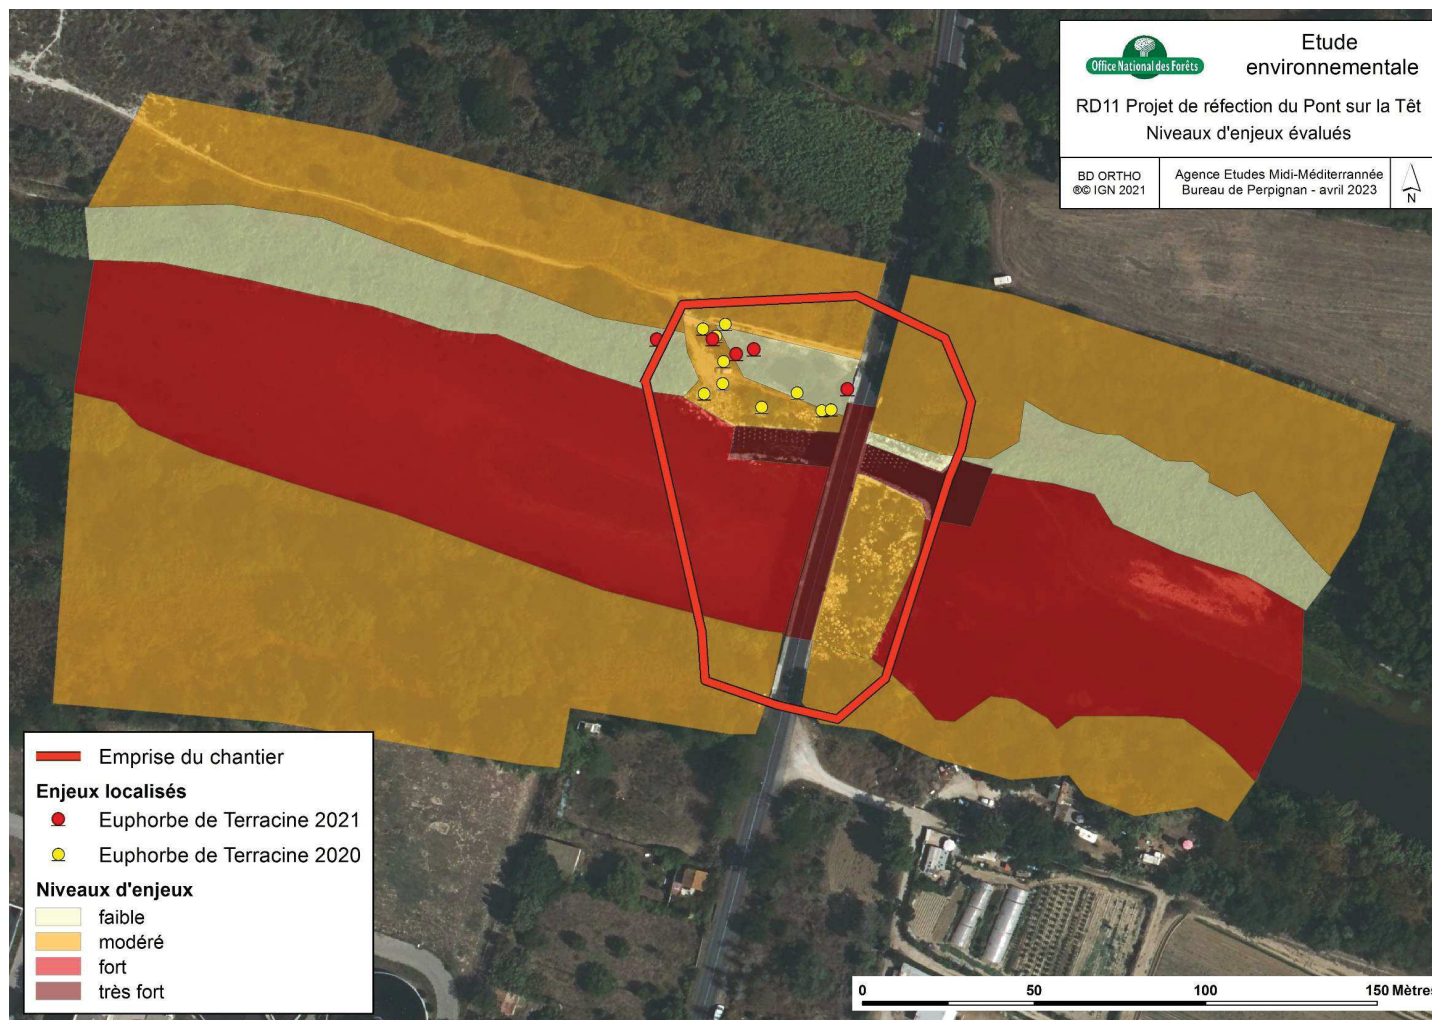 Office National des Forêts
Etude
environnementale
RD11 Projet de réfection du Pont sur la Têt
Niveaux d'enjeux évalués
BD ORTHO
®© IGN 2021
Agence Etudes Midi-Méditerrannée
Bureau de Perpignan - avril 2023
N
Emprise du chantier
Enjeux localisés
Euphorbe de Terracine 2021
Euphorbe de Terracine 2020
Niveaux d'enjeux
faible
modéré
fort
très fort
0 50 100 150 Mètres